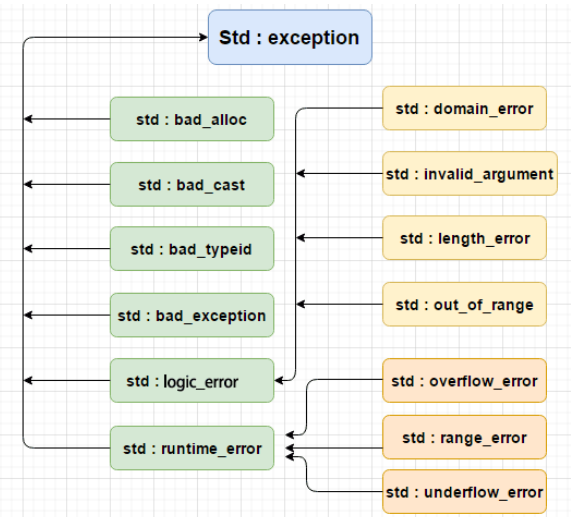 Std : exception
std : bad_alloc
std : bad_cast
std : bad_typeid
std : bad_exception
std : logic_error
std : runtime_error
std : domain_error
std : invalid_argument
std : length_error
std : out_of_range
std : overflow_error
std : range_error
std : underflow_error